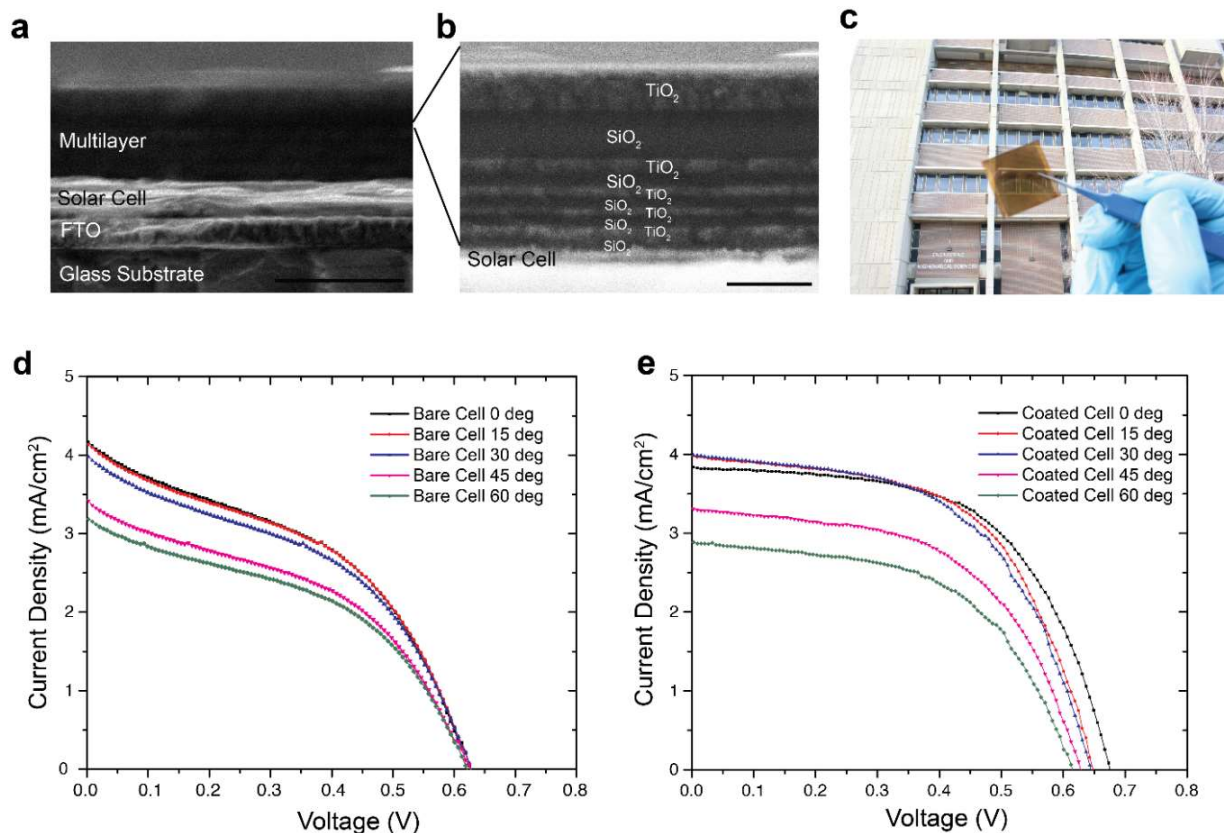 a
Multilayer
Solar Cell
FTO
Glass Substrate
b
TiO₂
SiO₂
TiO₂
SiO₂
TiO₂
SiO₂
TiO₂
SiO₂
TiO₂
SiO₂
Solar Cell
c
d
5
4
3
2
1
0
Current Density (mA/cm²)
Bare Cell 0 deg
Bare Cell 15 deg
Bare Cell 30 deg
Bare Cell 45 deg
Bare Cell 60 deg
0.0 0.1 0.2 0.3 0.4 0.5 0.6 0.7 0.8
Voltage (V)
e
5
4
3
2
1
0
Current Density (mA/cm²)
Coated Cell 0 deg
Coated Cell 15 deg
Coated Cell 30 deg
Coated Cell 45 deg
Coated Cell 60 deg
0.0 0.1 0.2 0.3 0.4 0.5 0.6 0.7 0.8
Voltage (V)